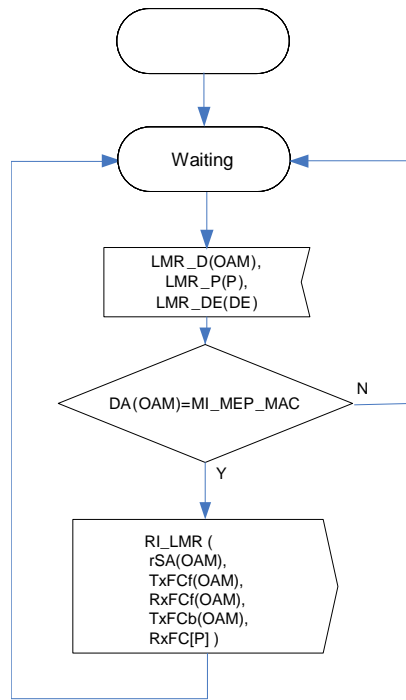 Waiting
LMR_D(OAM),
LMR_P(P),
LMR_DE(DE)
DA(OAM)=MI_MEP_MAC
N
Y
RI_LMR (
rSA(OAM),
TxFCf(OAM),
RxFCf(OAM),
TxFCb(OAM),
RxFC[P] )